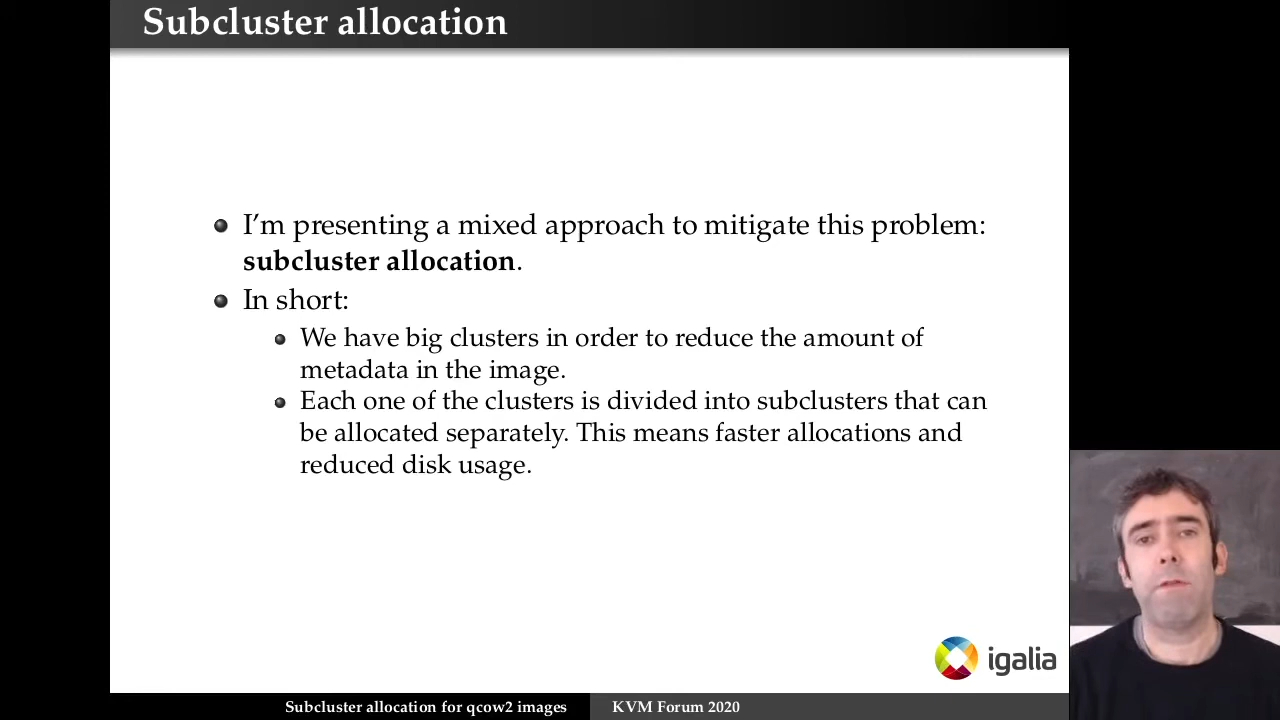 Subcluster allocation
I'm presenting a mixed approach to mitigate this problem:
subcluster allocation.
In short:
We have big clusters in order to reduce the amount of
metadata in the image.
Each one of the clusters is divided into subclusters that can
be allocated separately. This means faster allocations and
reduced disk usage.
igalia
Subcluster allocation for qcow2 images
KVM Forum 2020